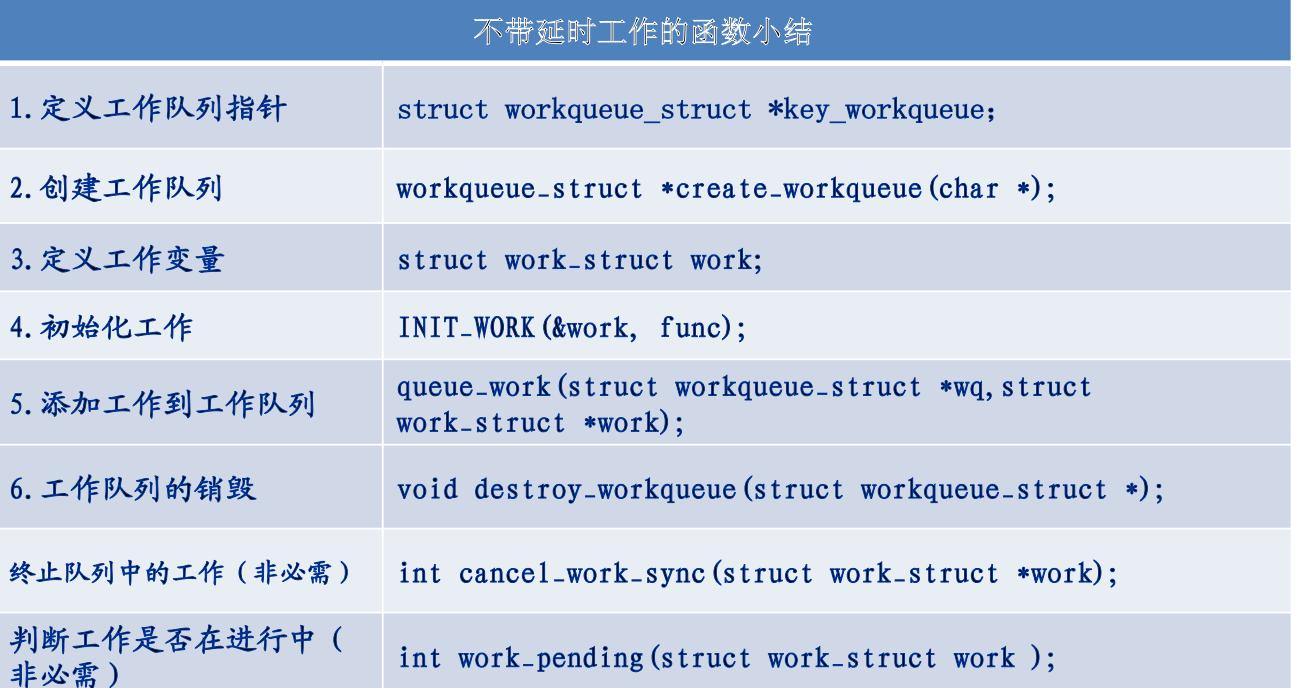 不带延时工作的函数小结
1.定义工作队列指针
struct workqueue_struct *key_workqueue;
2.创建工作队列
workqueue_struct *create_workqueue(char *);
3.定义工作变量
struct work_struct work;
4.初始化工作
INIT_WORK(&work, func);
5.添加工作到工作队列
queue_work(struct workqueue_struct *wq,struct
work_struct *work);
6.工作队列的销毁
void destroy_workqueue(struct workqueue_struct *);
终止队列中的工作（非必需）
int cancel_work_sync(struct work_struct *work);
判断工作是否在进行中（
非必需）
int work_pending(struct work_struct work );